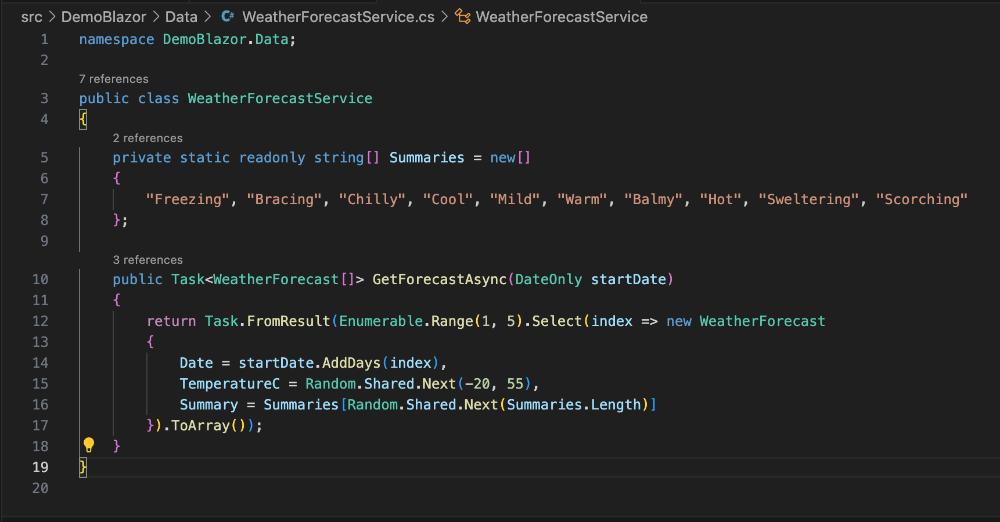 src > DemoBlazor > Data > C# WeatherForecastService.cs > WeatherForecastService
1 namespace DemoBlazor.Data;
2
7 references
3 public class WeatherForecastService
4 {
2 references
5     private static readonly string[] Summaries = new[]
6     {
7         "Freezing", "Bracing", "Chilly", "Cool", "Mild", "Warm", "Balmy", "Hot", "Sweltering", "Scorching"
8     };
9
3 references
10     public Task<WeatherForecast[]> GetForecastAsync(DateOnly startDate)
11     {
12         return Task.FromResult(Enumerable.Range(1, 5).Select(index => new WeatherForecast
13         {
14             Date = startDate.AddDays(index),
15             TemperatureC = Random.Shared.Next(-20, 55),
16             Summary = Summaries[Random.Shared.Next(Summaries.Length)]
17         }).ToArray());
18     }
19 }
20